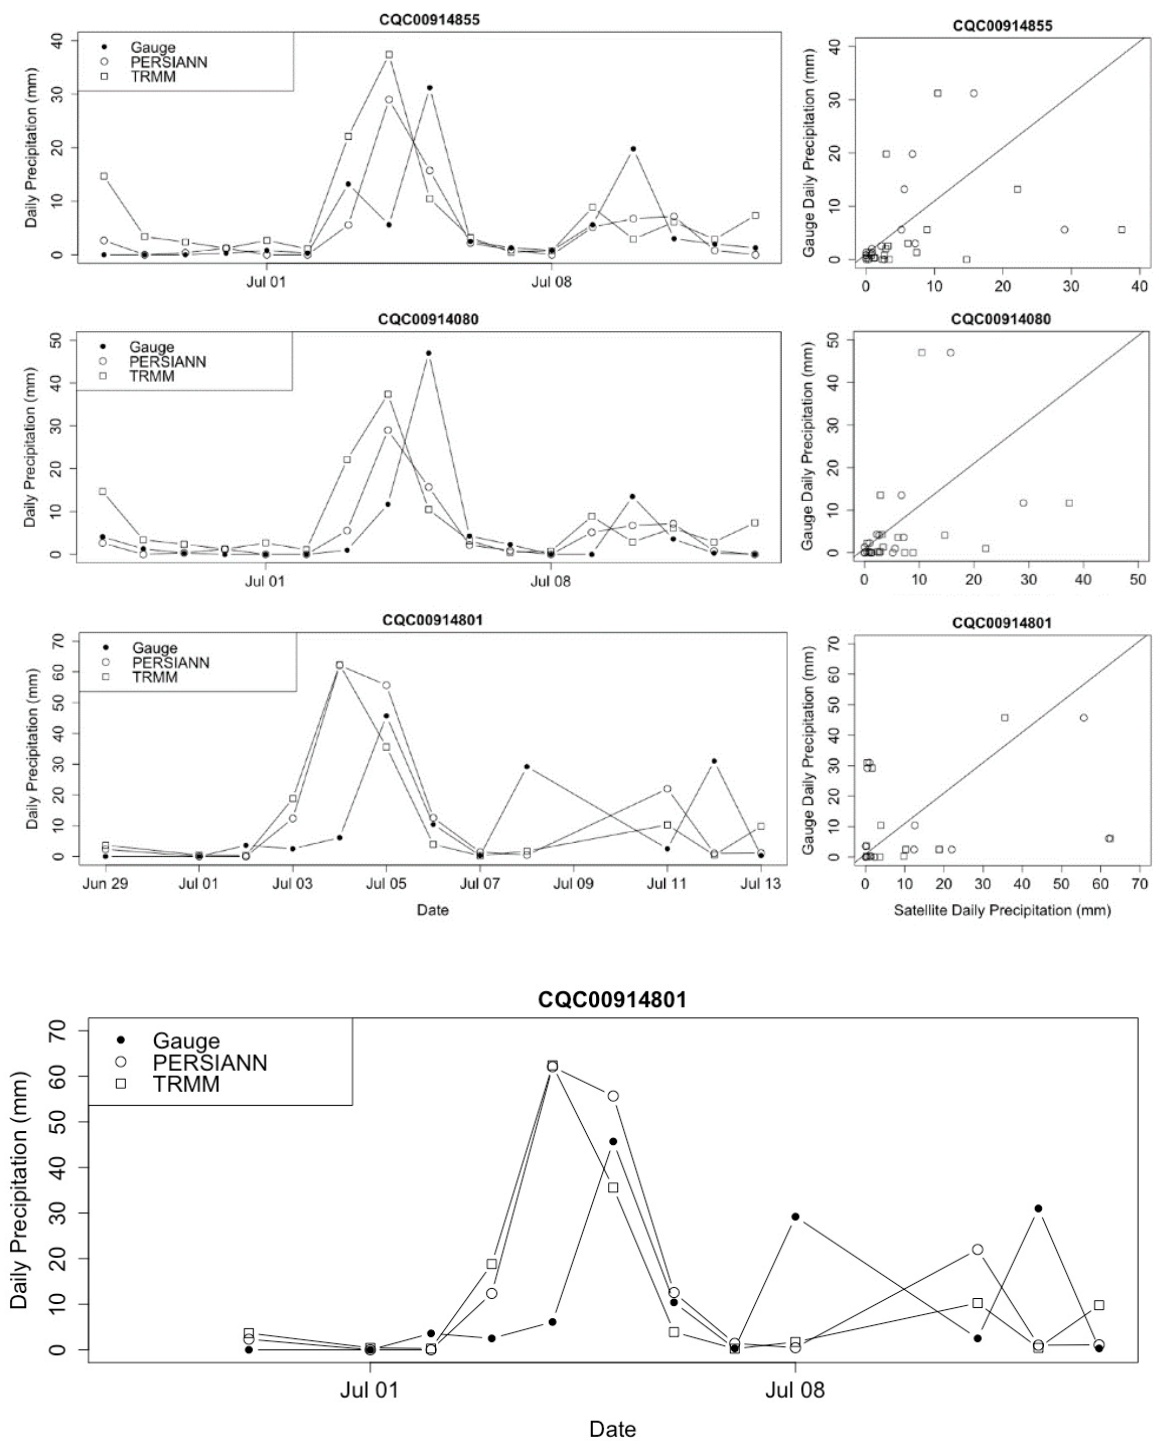 CQC00914855
Daily Precipitation (mm)
40
30
20
10
0
Gauge
PERSIANN
TRMM
Jul 01 Jul 08
CQC00914855
Gauge Daily Precipitation (mm)
40
30
20
10
0
0 10 20 30 40
CQC00914080
Daily Precipitation (mm)
50
40
30
20
10
0
Gauge
PERSIANN
TRMM
Jul 01 Jul 08
CQC00914080
Gauge Daily Precipitation (mm)
50
40
30
20
10
0
0 10 20 30 40 50
CQC00914801
Daily Precipitation (mm)
70
60
50
40
30
20
10
0
Gauge
PERSIANN
TRMM
Jun 29 Jul 01 Jul 03 Jul 05 Jul 07 Jul 09 Jul 11 Jul 13
Date
CQC00914801
Gauge Daily Precipitation (mm)
70
60
50
40
30
20
10
0
0 10 20 30 40 50 60 70
Satellite Daily Precipitation (mm)
CQC00914801
Daily Precipitation (mm)
70
60
50
40
30
20
10
0
Gauge
PERSIANN
TRMM
Jul 01 Jul 08
Date